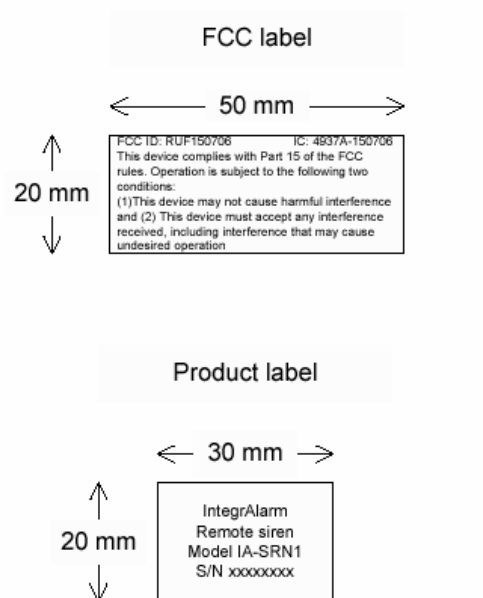 FCC label
50 mm
20 mm
FCC ID: RUF150706 IC: 4937A-150706
This device complies with Part 15 of the FCC
rules. Operation is subject to the following two
conditions:
(1)This device may not cause harmful interference
and (2) This device must accept any interference
received, including interference that may cause
undesired operation
Product label
30 mm
20 mm
IntegrAlarm
Remote siren
Model IA-SRN1
S/N xxxxxxxx